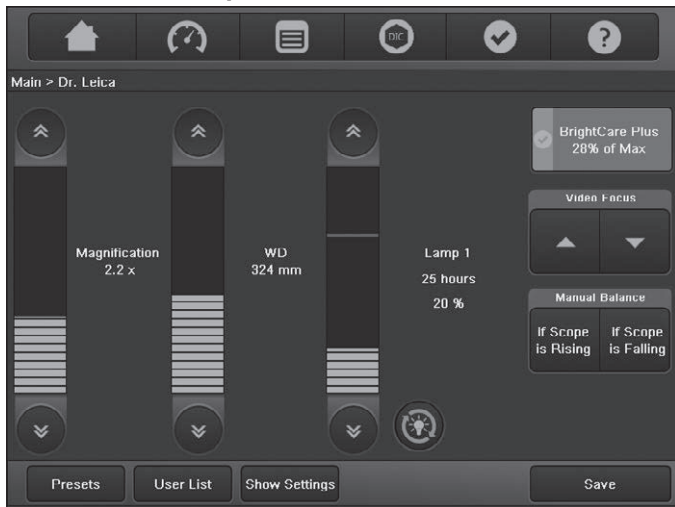 DIC
?
Main > Dr. Leica
BrightCare Plus
28% of Max
Video Focus
Magnification
2.2 x
WD
324 mm
Lamp 1
25 hours
20 %
Manual Balance
If Scope
is Rising
If Scope
is Falling
Presets
User List
Show Settings
Save